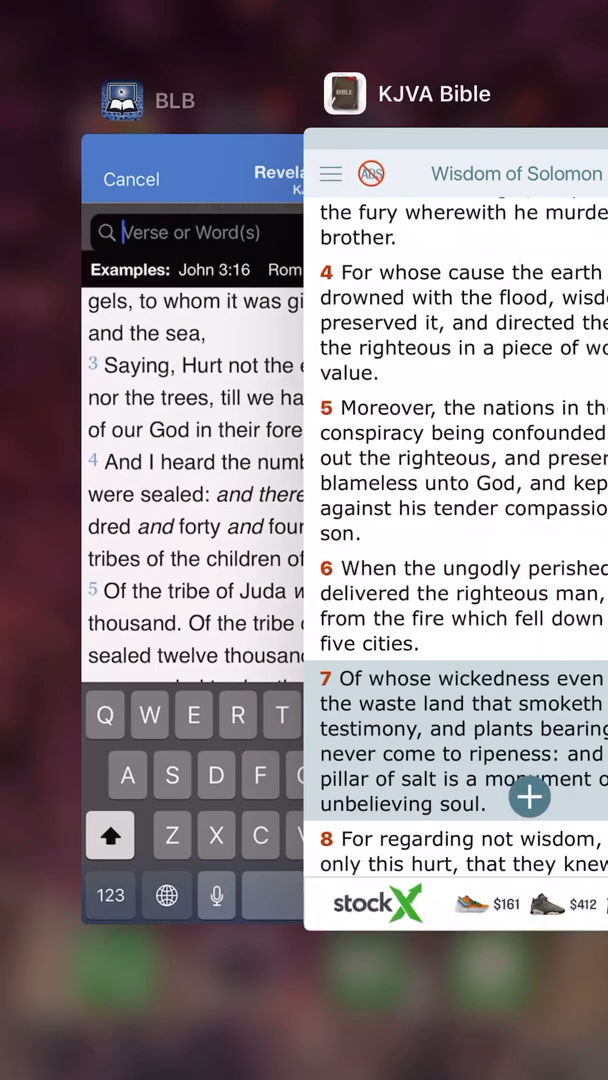 BLB
Cancel
Revela
K
Verse or Word(s)
Examples: John 3:16 Rom
gels, to whom it was gi
and the sea,
3 Saying, Hurt not the e
nor the trees, till we ha
of our God in their fore
4 And I heard the numb
were sealed: and there
dred and forty and four
tribes of the children of
5 Of the tribe of Juda w
thousand. Of the tribe
sealed twelve thousand
Q W E R T
A S D F
Z X C
123
KJVA Bible
BIBLE
ADS
Wisdom of Solomon
the fury wherewith he murde
brother.
4 For whose cause the earth
drowned with the flood, wisd
preserved it, and directed the
the righteous in a piece of wo
value.
5 Moreover, the nations in the
conspiracy being confounded
out the righteous, and preser
blameless unto God, and kep
against his tender compassio
son.
6 When the ungodly perished
delivered the righteous man,
from the fire which fell down
five cities.
7 Of whose wickedness even
the waste land that smoketh
testimony, and plants bearing
never come to ripeness: and
pillar of salt is a monument o
unbelieving soul.
8 For regarding not wisdom,
only this hurt, that they knew
stockX
$161
$412